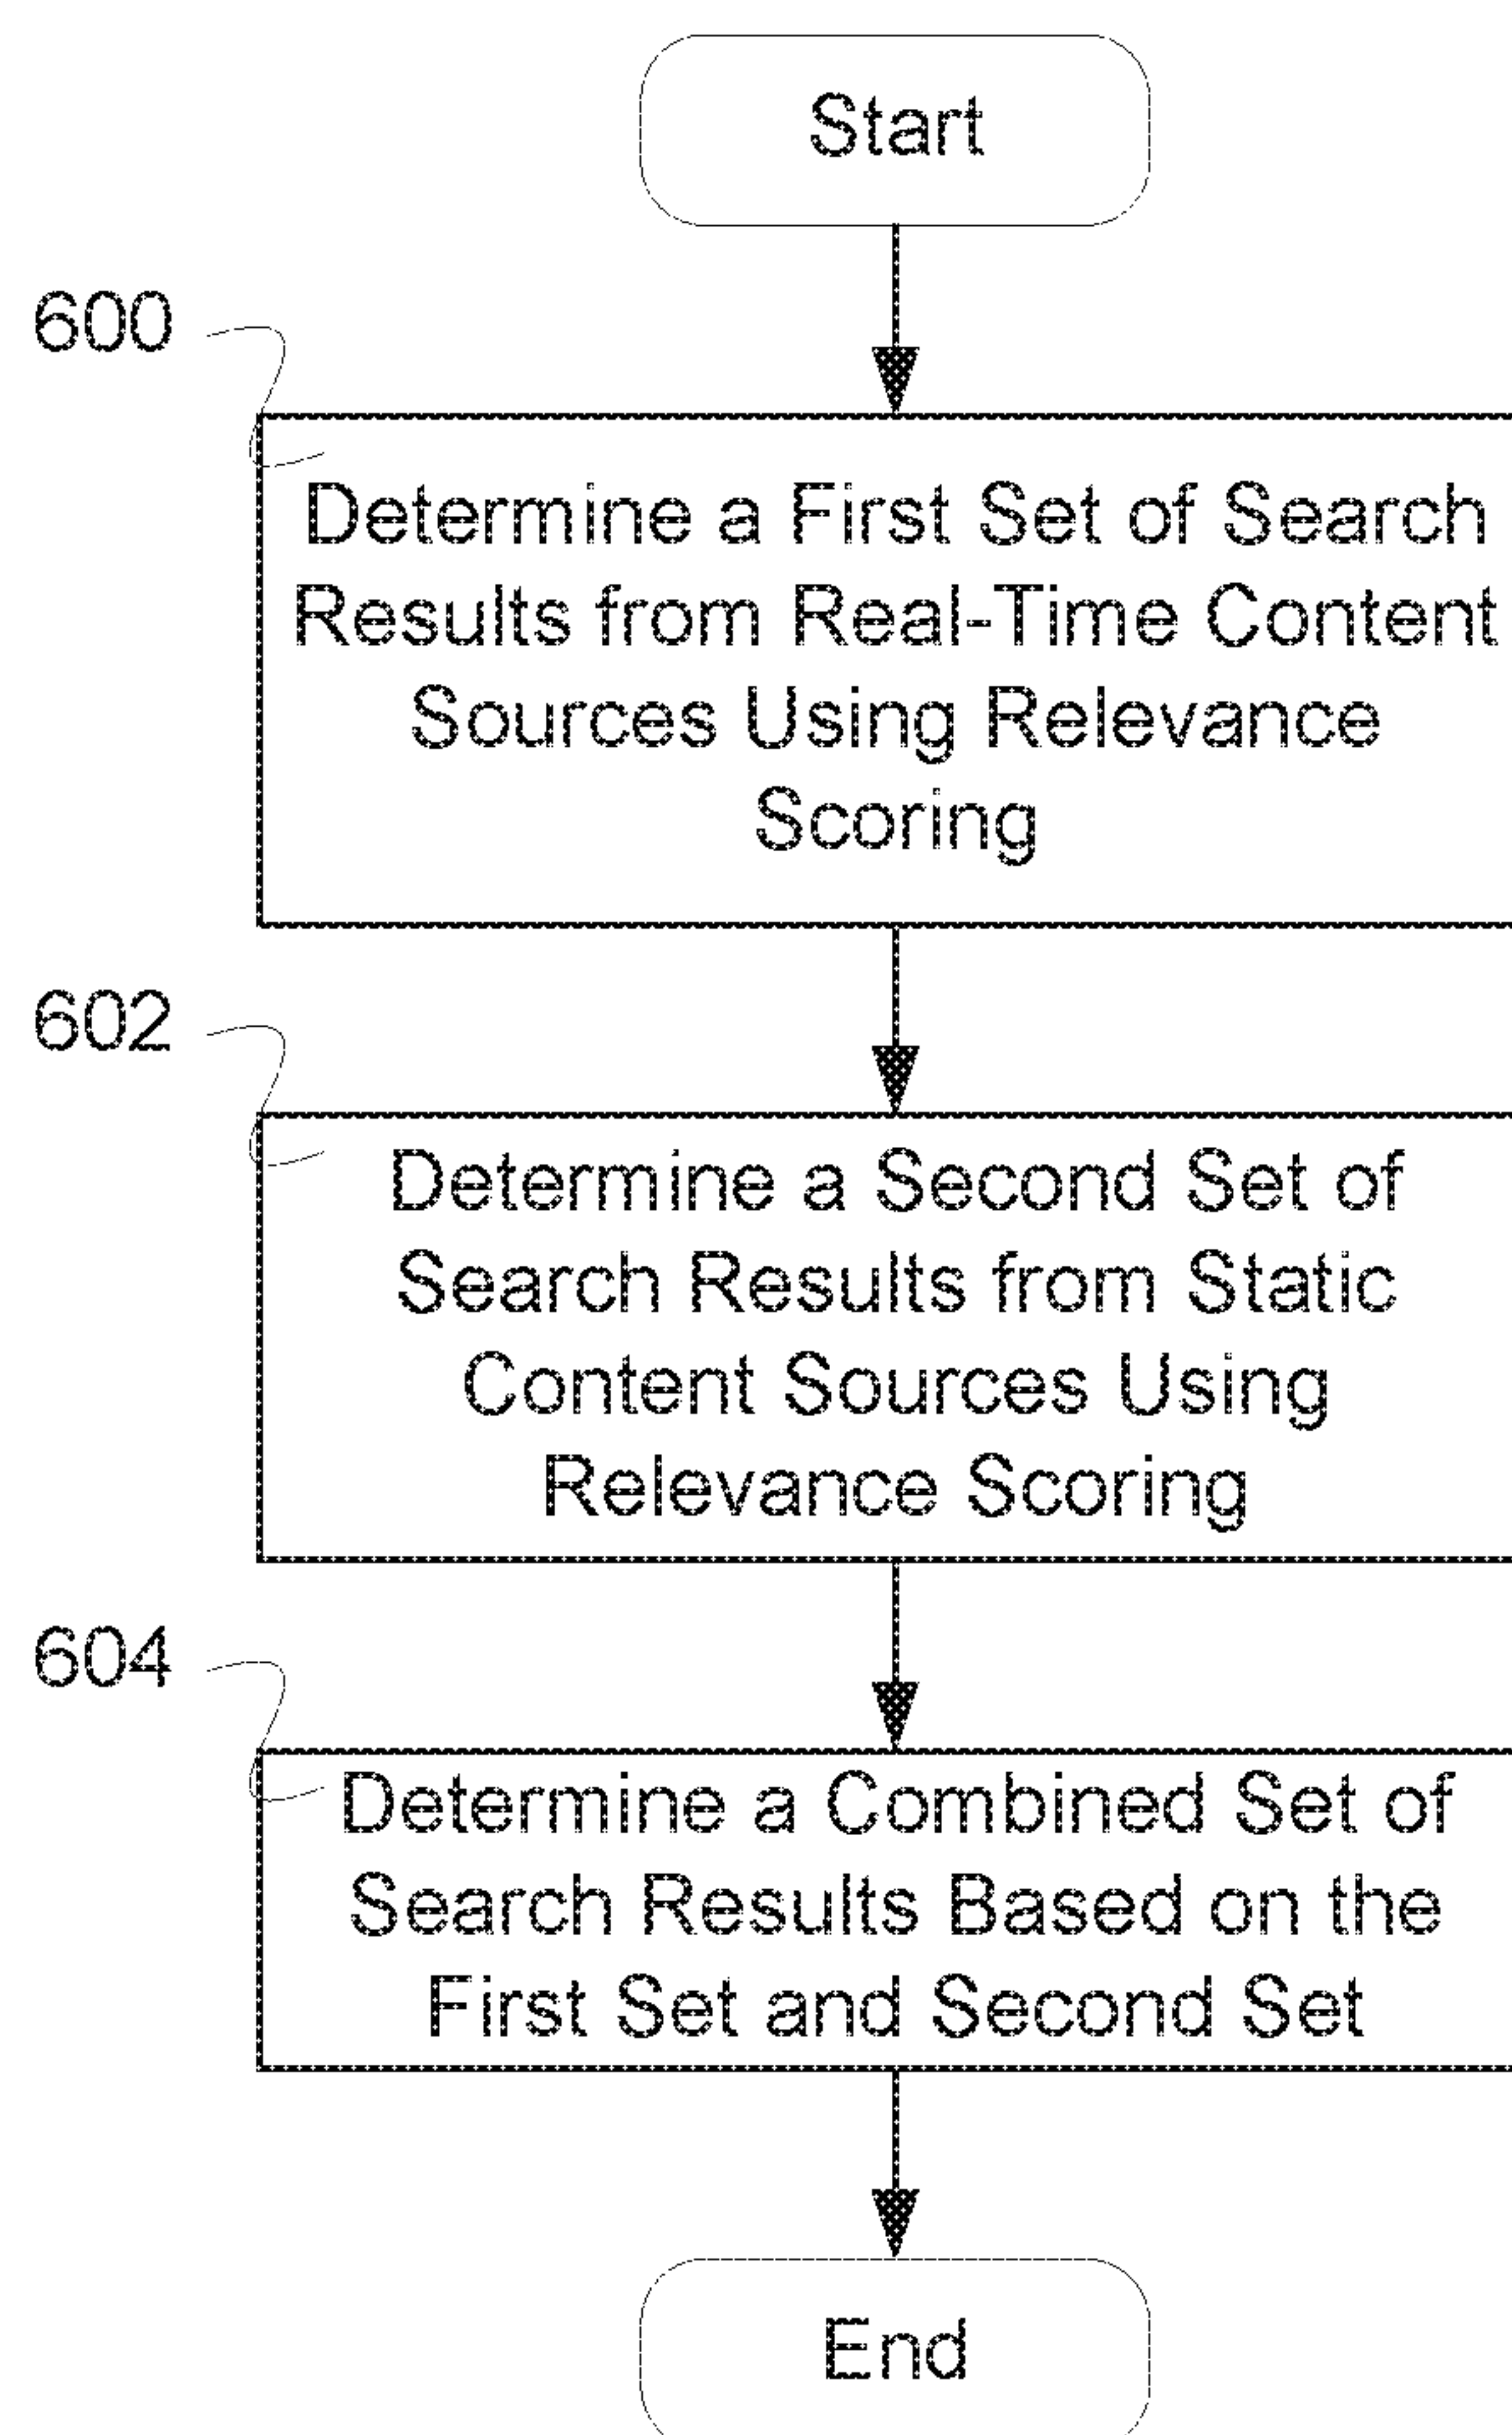 Start
600
Determine a First Set of Search
Results from Real-Time Content
Sources Using Relevance
Scoring
602
Determine a Second Set of
Search Results from Static
Content Sources Using
Relevance Scoring
604
Determine a Combined Set of
Search Results Based on the
First Set and Second Set
End